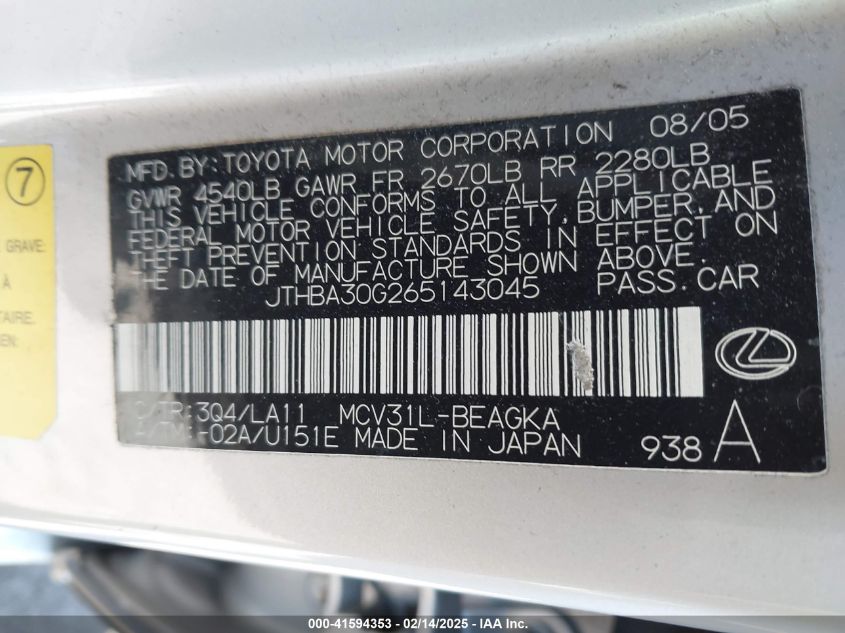 7
GRAVE:
À
TAIRE.
EN:
MFD. BY: TOYOTA MOTOR CORPORATION 08/05
GVWR 4540LB GAWR FR 2670LB RR 2280LB
THIS VEHICLE CONFORMS TO ALL APPLICABLE
FEDERAL MOTOR VEHICLE SAFETY, BUMPER, AND
THEFT PREVENTION STANDARDS IN EFFECT ON
THE DATE OF MANUFACTURE SHOWN ABOVE.
JTHBA30G265143045 PASS. CAR
C/TR: 3Q4/LA11 MCV31L-BEAGKA
A/TM: -02A/U151E MADE IN JAPAN
938 A
000-41594353 - 02/14/2025 - IAA Inc.